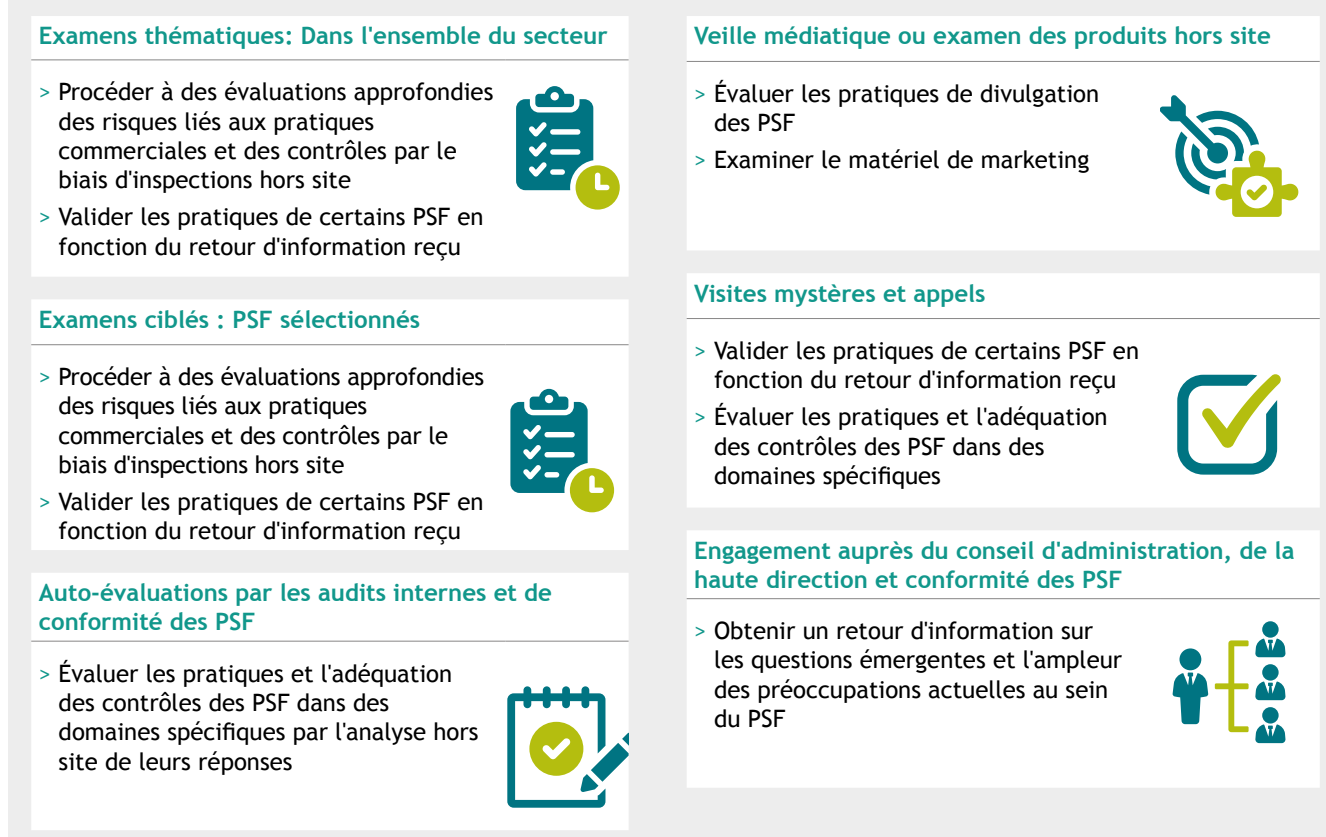 Examens thématiques: Dans l'ensemble du secteur
> Procéder à des évaluations approfondies
des risques liés aux pratiques
commerciales et des contrôles par le
biais d'inspections hors site
> Valider les pratiques de certains PSF en
fonction du retour d'information reçu
Examens ciblés : PSF sélectionnés
> Procéder à des évaluations approfondies
des risques liés aux pratiques
commerciales et des contrôles par le
biais d'inspections hors site
> Valider les pratiques de certains PSF en
fonction du retour d'information reçu
Auto-évaluations par les audits internes et de
conformité des PSF
> Évaluer les pratiques et l'adéquation
des contrôles des PSF dans des
domaines spécifiques par l'analyse hors
site de leurs réponses
Veille médiatique ou examen des produits hors site
> Évaluer les pratiques de divulgation
des PSF
> Examiner le matériel de marketing
Visites mystères et appels
> Valider les pratiques de certains PSF en
fonction du retour d'information reçu
> Évaluer les pratiques et l'adéquation
des contrôles des PSF dans des
domaines spécifiques
Engagement auprès du conseil d'administration, de la
haute direction et conformité des PSF
> Obtenir un retour d'information sur
les questions émergentes et l'ampleur
des préoccupations actuelles au sein
du PSF